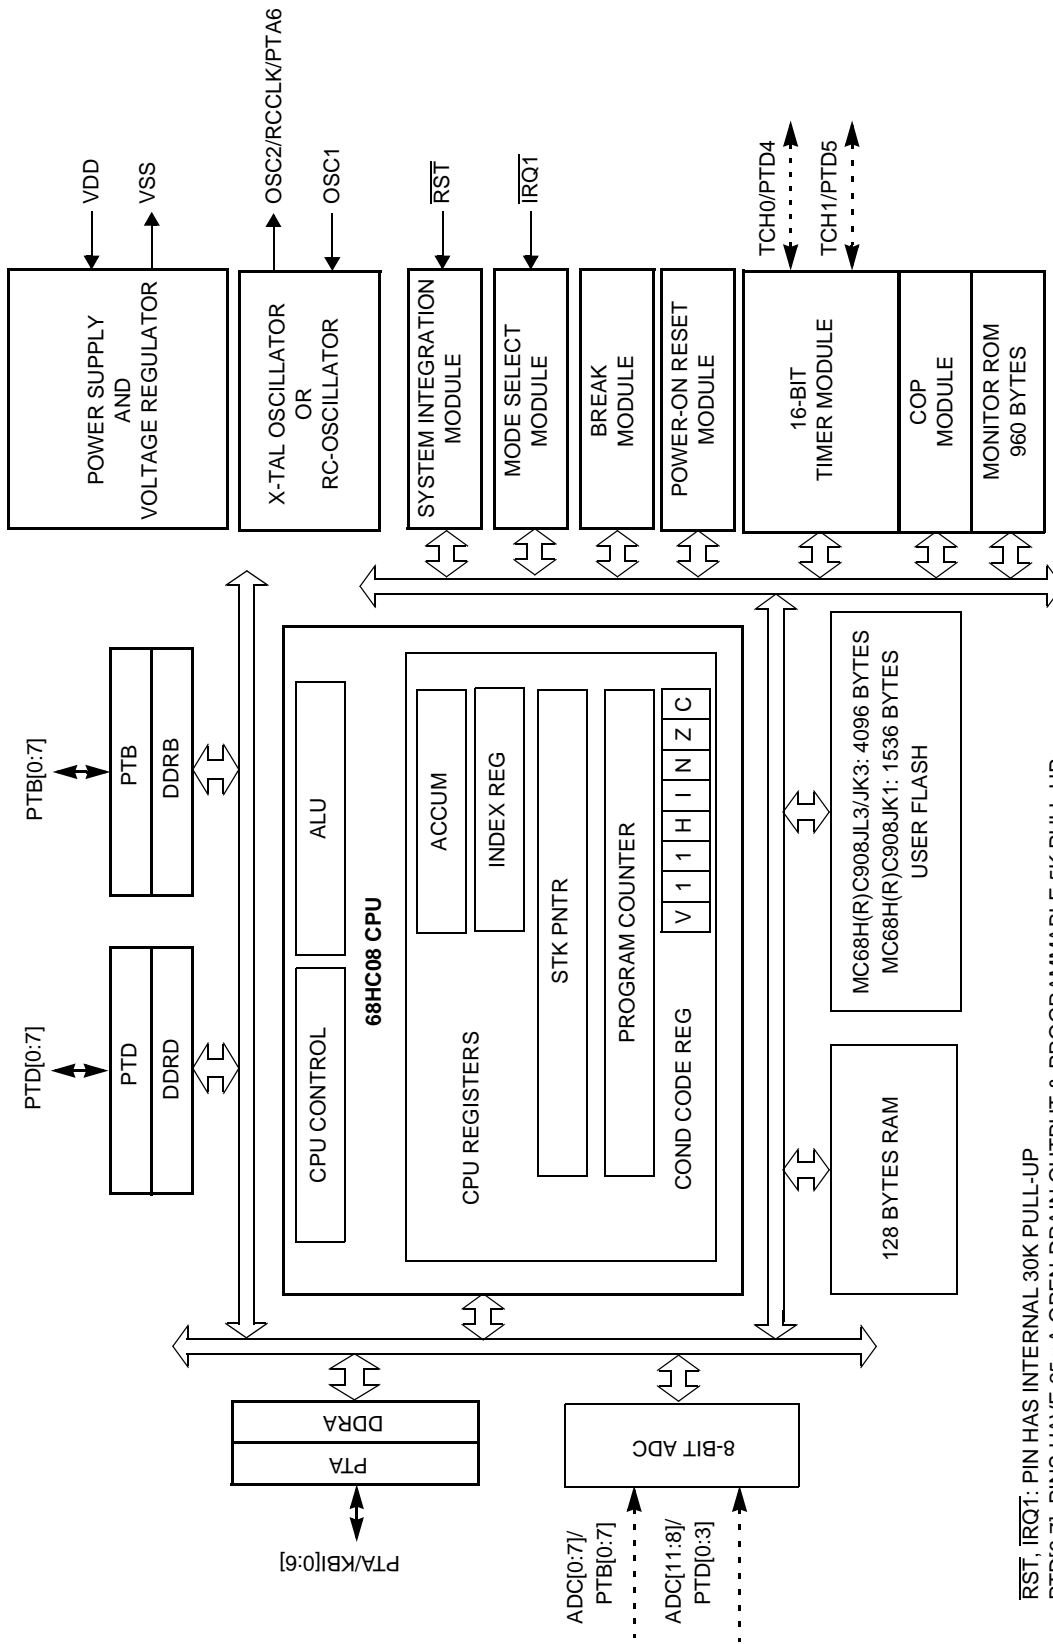 PTA/KBI[0:6]
PTA
DDRA
ADC[0:7]/
PTB[0:7]
ADC[11:8]/
PTD[0:3]
8-BIT ADC
PTD[0:7]
PTD
DDRD
PTB[0:7]
PTB
DDRB
CPU CONTROL
ALU
68HC08 CPU
CPU REGISTERS
ACCUM
INDEX REG
STK PNTR
PROGRAM COUNTER
COND CODE REG
V 1 1 H I N Z C
128 BYTES RAM
MC68H(R)C908JL3/JK3: 4096 BYTES
MC68H(R)C908JK1: 1536 BYTES
USER FLASH
POWER SUPPLY
AND
VOLTAGE REGULATOR
VDD
VSS
X-TAL OSCILLATOR
OR
RC-OSCILLATOR
OSC2/RCCLK/PTA6
OSC1
SYSTEM INTEGRATION
MODULE
RST
MODE SELECT
MODULE
IRQ1
BREAK
MODULE
POWER-ON RESET
MODULE
16-BIT
TIMER MODULE
TCH0/PTD4
TCH1/PTD5
COP
MODULE
MONITOR ROM
960 BYTES
RST, IRQ1: PIN HAS INTERNAL 30K PULL-UP